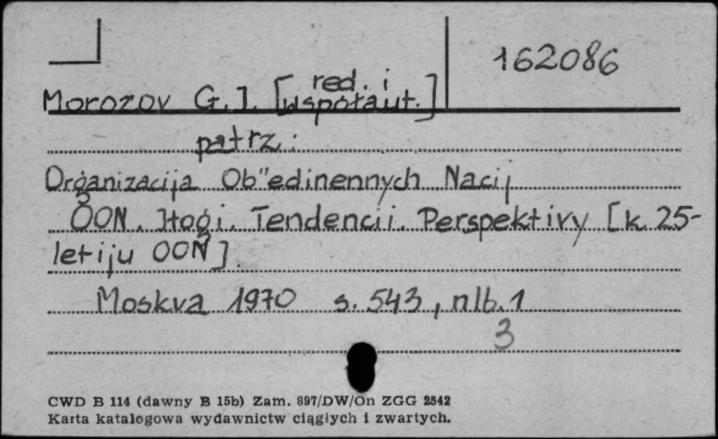 162086
Morozov G. I. [red. i współaut.]
patrz:
Organizacija Ob"edinennych Nacij
OON. Itogi. Tendencii. Perspektivy [k 25-
letiju OON]
Moskva 1970 s. 543, nlb. 1
3
CWD B 114 (dawny B 15b) Zam. 897/DW/On ZGG 2542
Karta katalogowa wydawnictw ciągłych i zwartych.